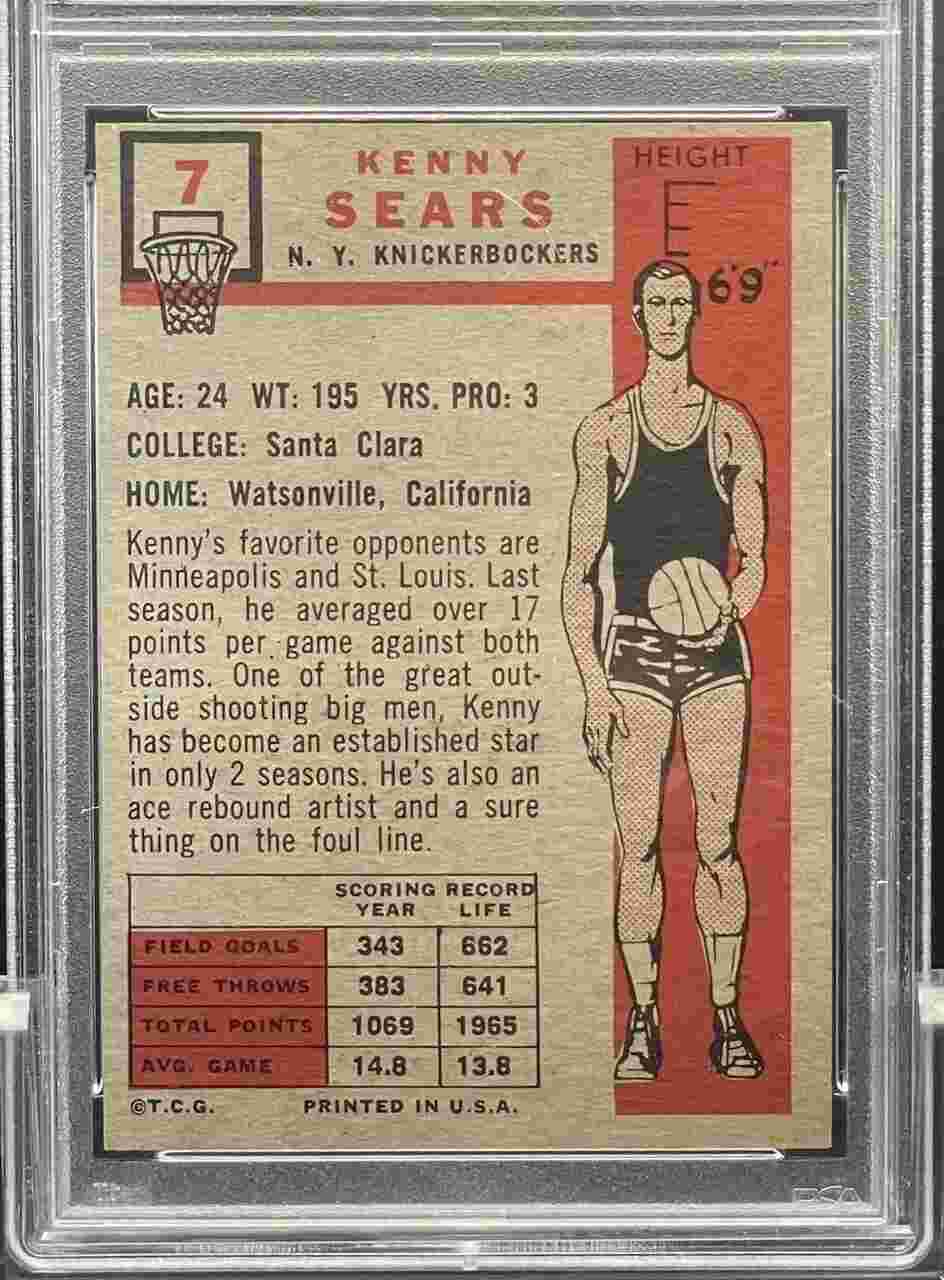 7
KENNY
SEARS
N. Y. KNICKERBOCKERS
HEIGHT
6'9"
AGE: 24 WT: 195 YRS. PRO: 3
COLLEGE: Santa Clara
HOME: Watsonville, California
Kenny's favorite opponents are
Minneapolis and St. Louis. Last
season, he averaged over 17
points per game against both
teams. One of the great out-
side shooting big men, Kenny
has become an established star
in only 2 seasons. He's also an
ace rebound artist and a sure
thing on the foul line.
SCORING RECORD
YEAR LIFE
FIELD GOALS 343 662
FREE THROWS 383 641
TOTAL POINTS 1069 1965
AVG. GAME 14.8 13.8
©T.C.G. PRINTED IN U.S.A.
PSA